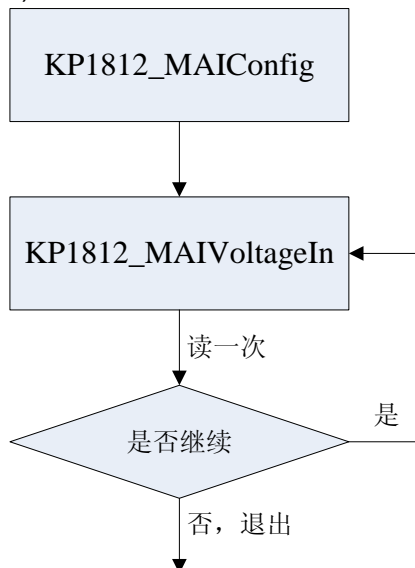 KP1812_MAIConfig
KP1812_MAIVoltageIn
读一次
是
是否继续
否，退出